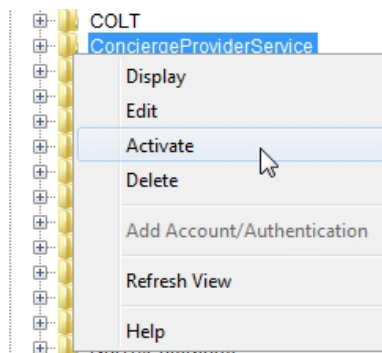 COLT
ConciergeProviderService
Display
Edit
Activate
Delete
Add Account/Authentication
Refresh View
Help